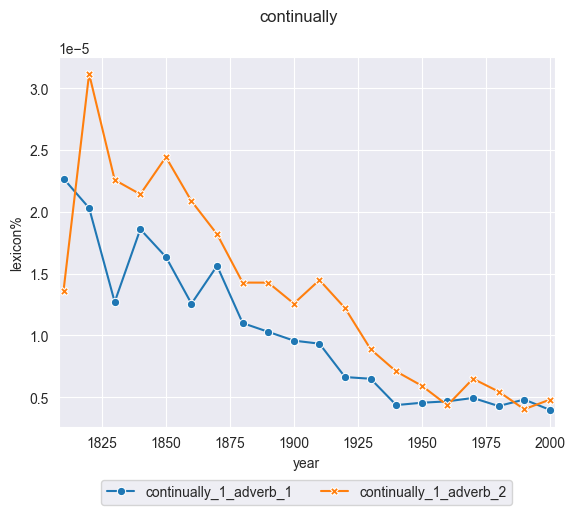 continually
1e−5
3.0
2.5
2.0
1.5
1.0
0.5
lexicon%
1825 1850 1875 1900 1925 1950 1975 2000
year
continually_1_adverb_1 continually_1_adverb_2